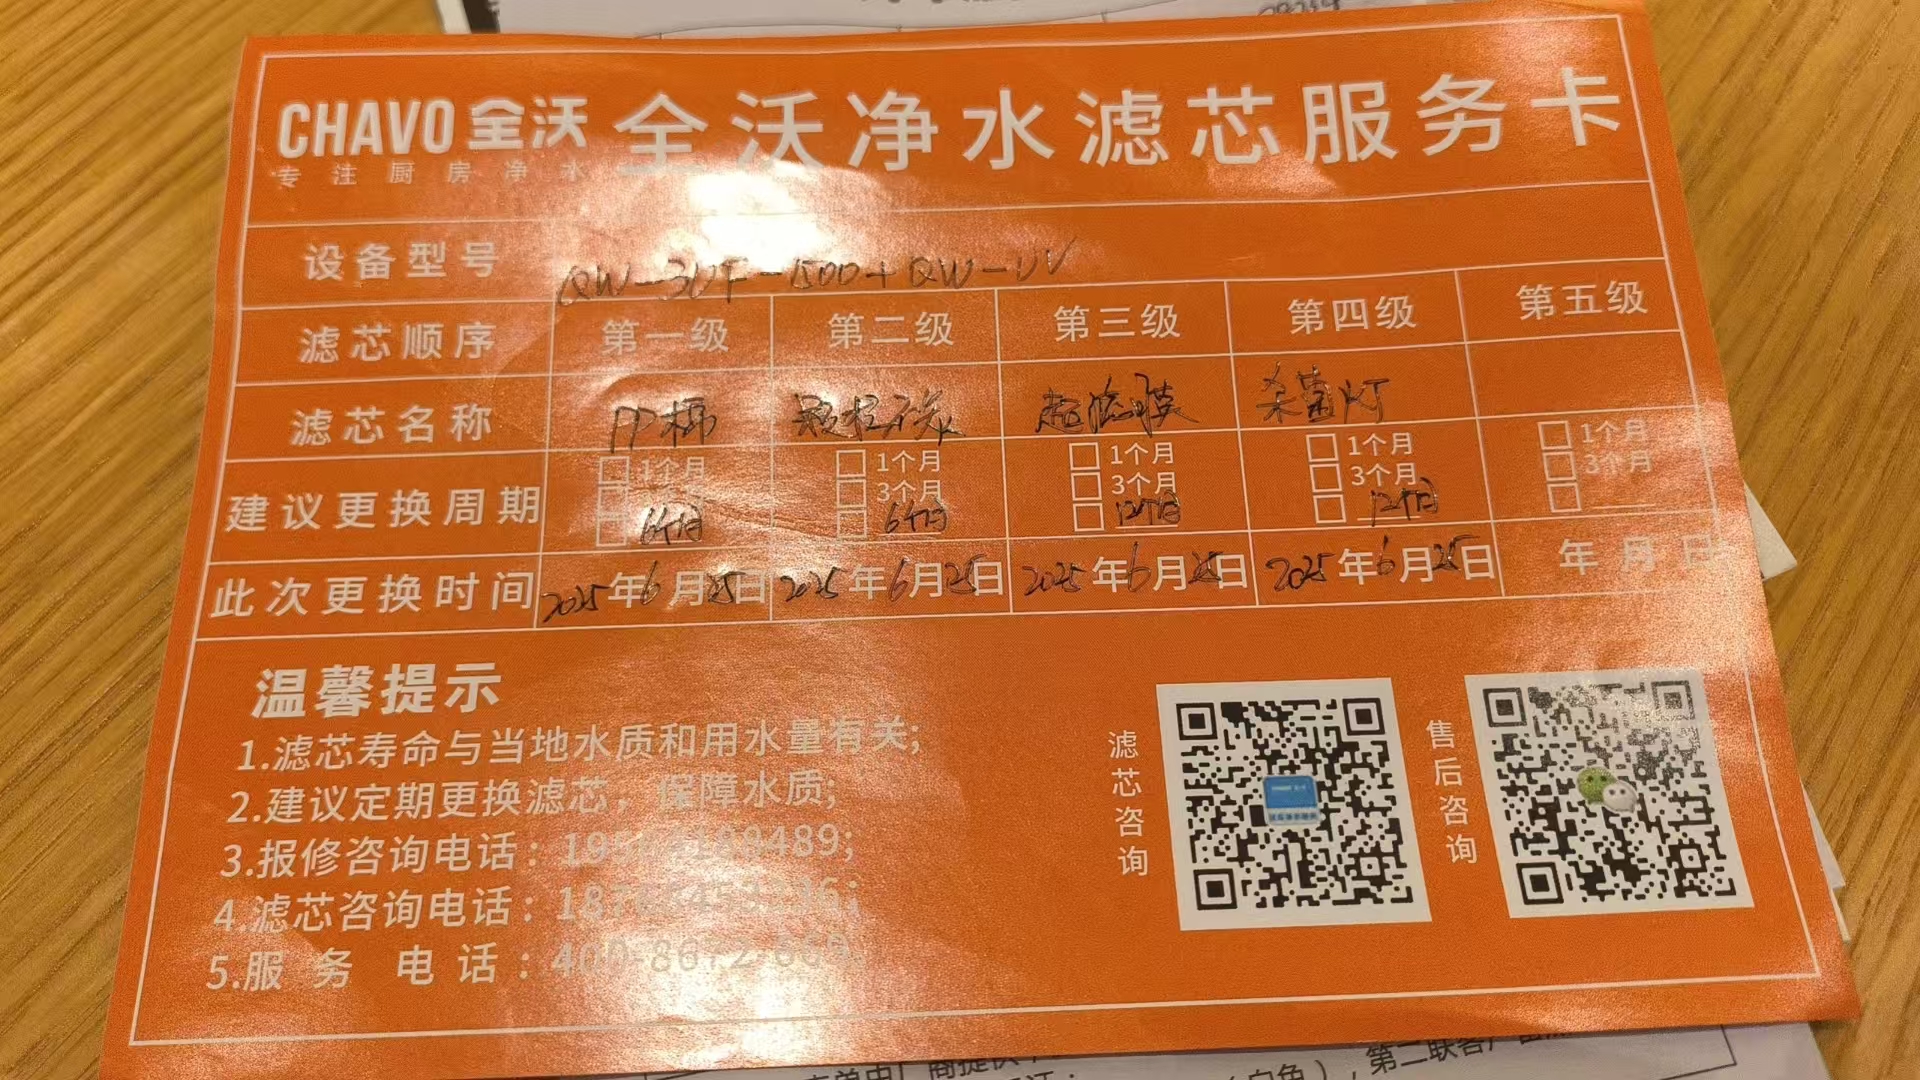 CHAVO 全沃 全沃净水滤芯服务卡
专注厨房净水
设备型号 QW-3UF-1500+QW-UV
滤芯顺序 第一级 第二级 第三级 第四级 第五级
滤芯名称 PP棉 颗粒炭 超滤膜 杀菌灯
建议更换周期
□1个月 □1个月 □1个月 □1个月 □1个月
□ □3个月 □3个月 □3个月 □3个月
□6个月 □6个月 □12个月 □12个月 □
此次更换时间 2025年6月25日 2025年6月25日 2025年6月25日 2025年6月25日 年 月 日
温馨提示
1.滤芯寿命与当地水质和用水量有关;
2.建议定期更换滤芯，保障水质;
3.报修咨询电话：
4.滤芯咨询电话：
5.服务电话：
滤芯咨询
售后咨询